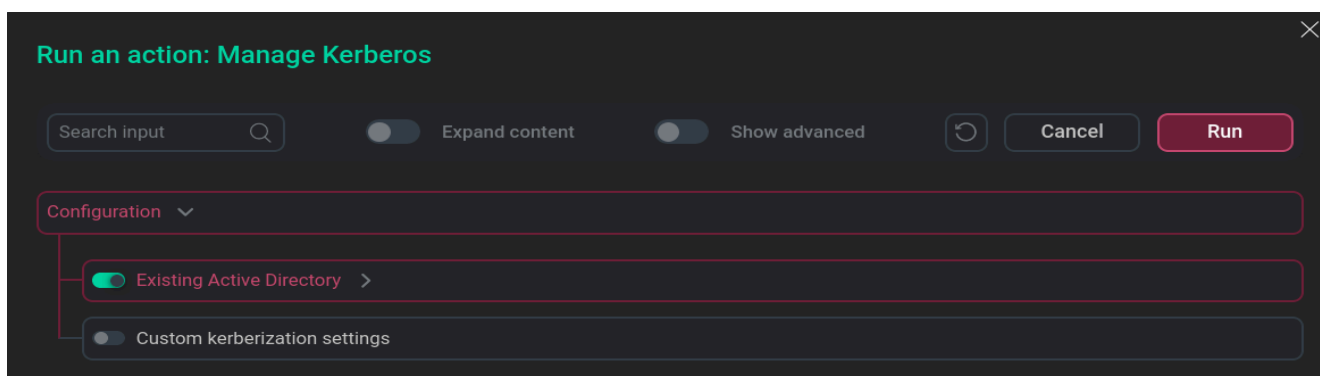 Run an action: Manage Kerberos
Search input Expand content Show advanced Cancel Run
Configuration
Existing Active Directory
Custom kerberization settings